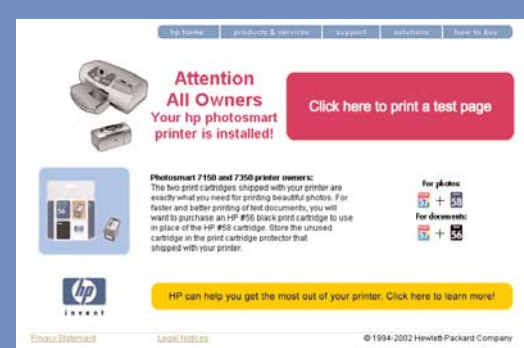 hp home products & services support solutions how to buy
Attention
All Owners
Your hp photosmart
printer is installed!
Click here to print a test page
Photosmart 7150 and 7350 printer owners:
The two print cartridges shipped with your printer are
exactly what you need for printing beautiful photos. For
faster and better printing of text documents, you will
want to purchase an HP #56 black print cartridge to use
in place of the HP #58 cartridge. Store the unused
cartridge in the print cartridge protector that
shipped with your printer.
For photos:
57 + 58
For documents:
57 + 56
56
hp
invent
HP can help you get the most out of your printer. Click here to learn more!
Privacy Statement Legal Notices © 1994-2002 Hewlett-Packard Company